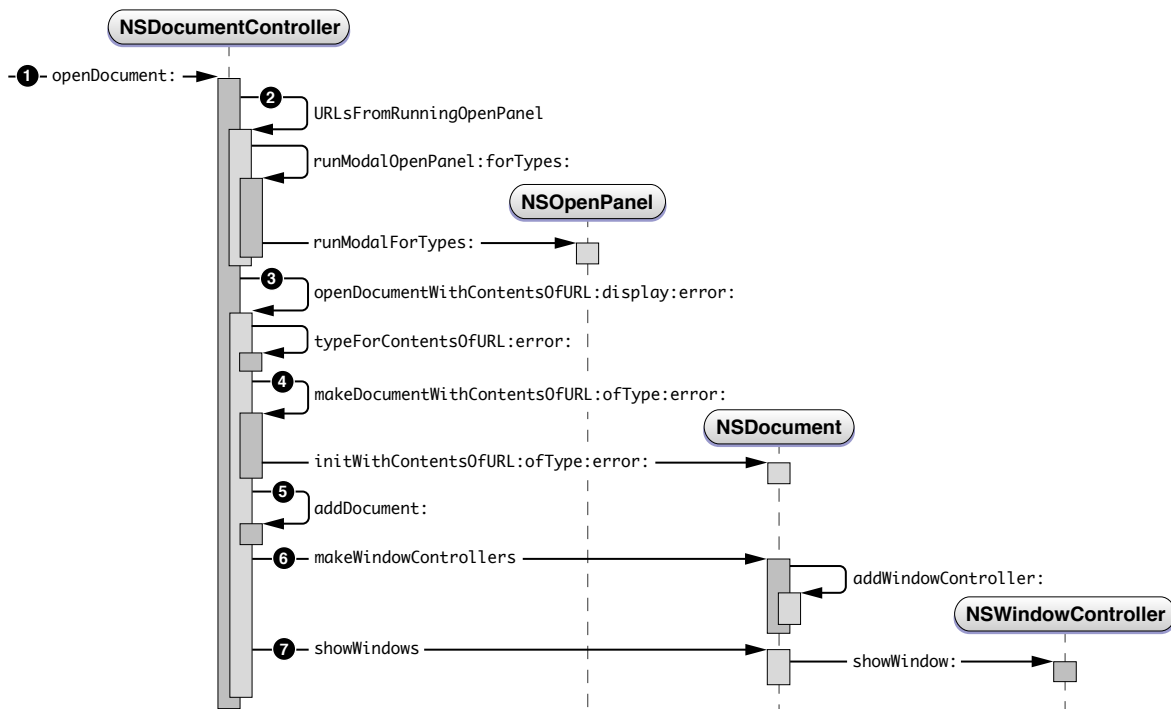 NSDocumentController
1 openDocument:
2
URLsFromRunningOpenPanel
runModalOpenPanel:forTypes:
NSOpenPanel
runModalForTypes:
3
openDocumentWithContentsOfURL:display:error:
typeForContentsOfURL:error:
4
makeDocumentWithContentsOfURL:ofType:error:
NSDocument
initWithContentsOfURL:ofType:error:
5
addDocument:
6 makeWindowControllers
addWindowController:
NSWindowController
7 showWindows
showWindow: